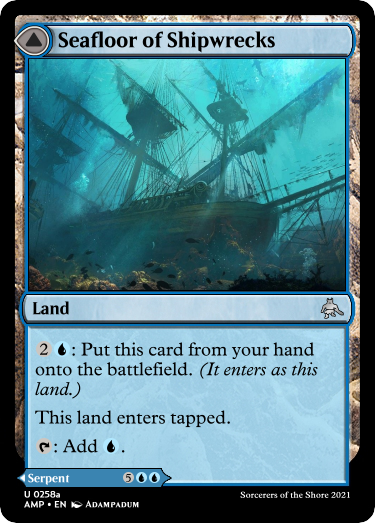 Seafloor of Shipwrecks
Land
2: Put this card from your hand
onto the battlefield. (It enters as this
land.)
This land enters tapped.
: Add .
Serpent 5
U 0258a
AMP • EN Adampadum
Sorcerers of the Shore 2021